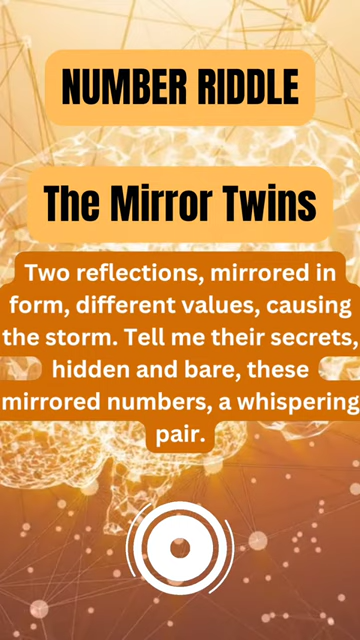 NUMBER RIDDLE
The Mirror Twins
Two reflections, mirrored in
form, different values, causing
the storm. Tell me their secrets,
hidden and bare, these
mirrored numbers, a whispering
pair.